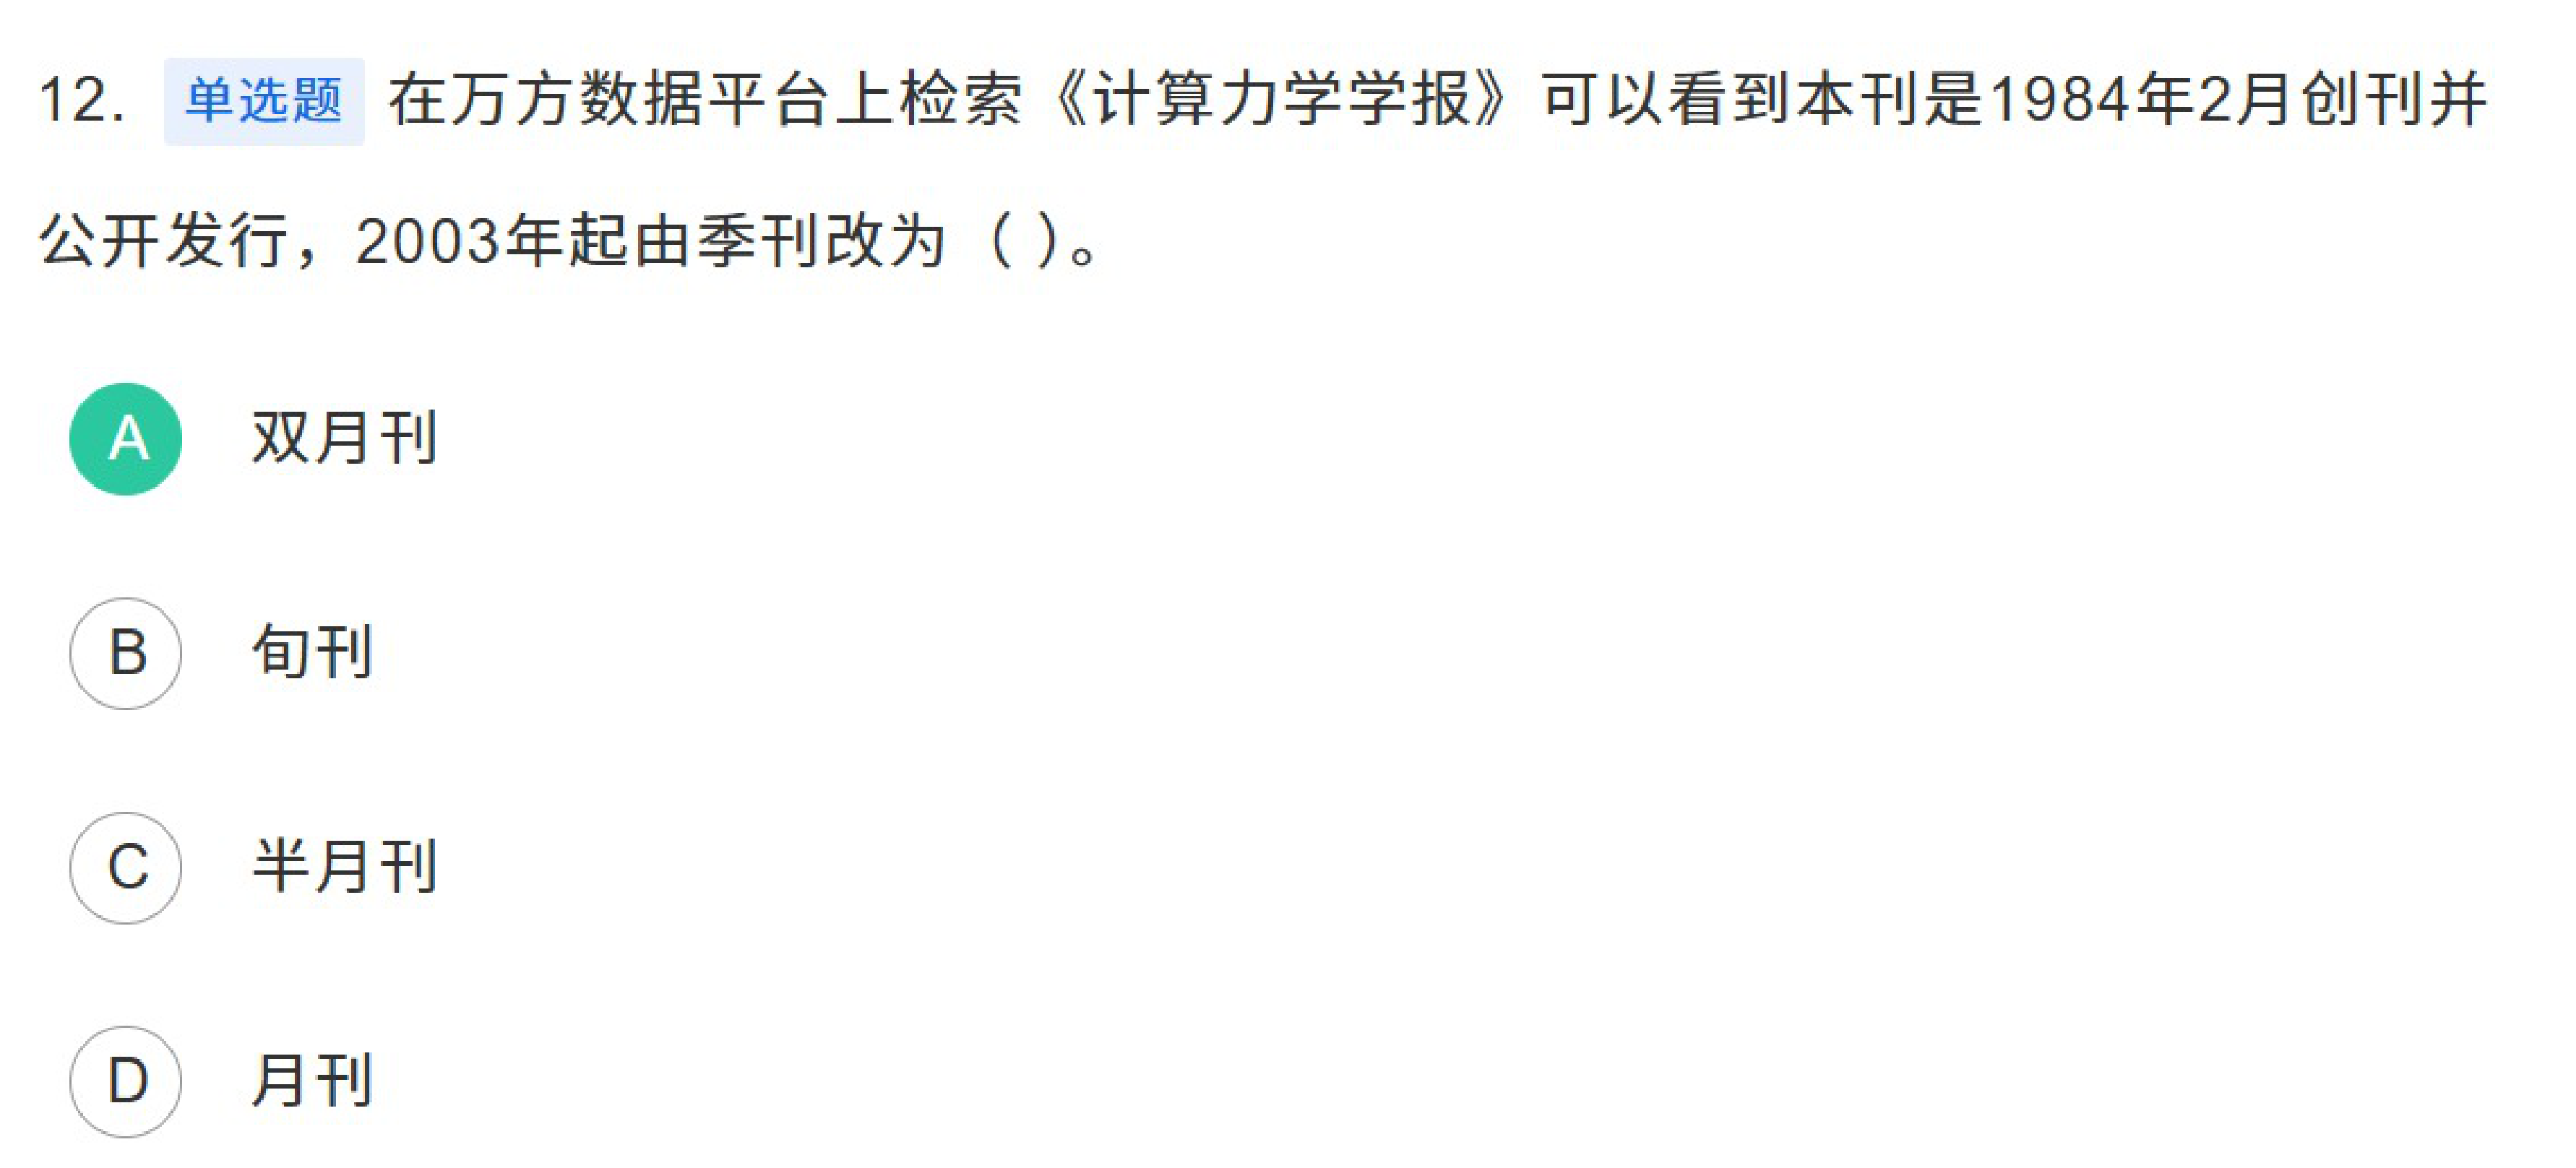 12. 单选题 在万方数据平台上检索《计算力学学报》可以看到本刊是1984年2月创刊并
公开发行，2003年起由季刊改为（ ）。
A 双月刊
B 旬刊
C 半月刊
D 月刊